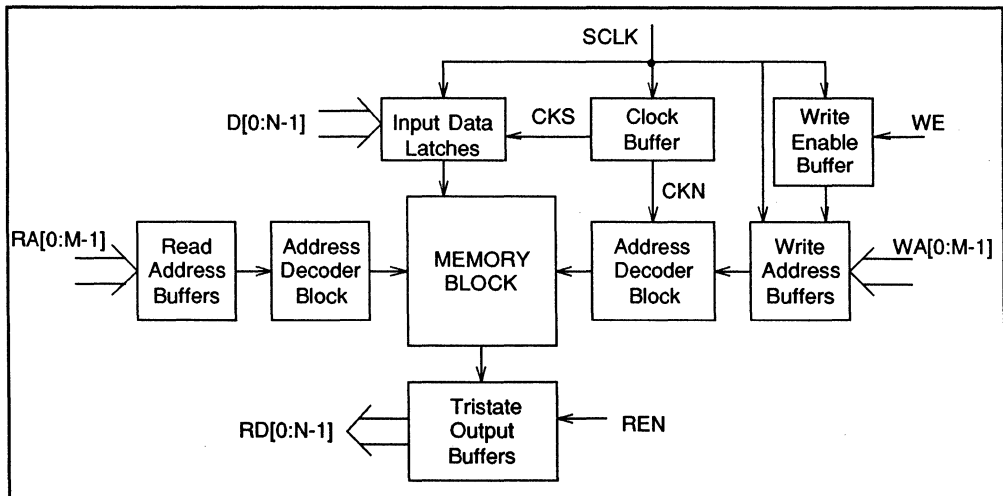 SCLK
D[0:N-1]
Input Data
Latches
CKS
Clock
Buffer
Write
Enable
Buffer
WE
CKN
RA[0:M-1]
Read
Address
Buffers
Address
Decoder
Block
MEMORY
BLOCK
Address
Decoder
Block
Write
Address
Buffers
WA[0:M-1]
RD[0:N-1]
Tristate
Output
Buffers
REN